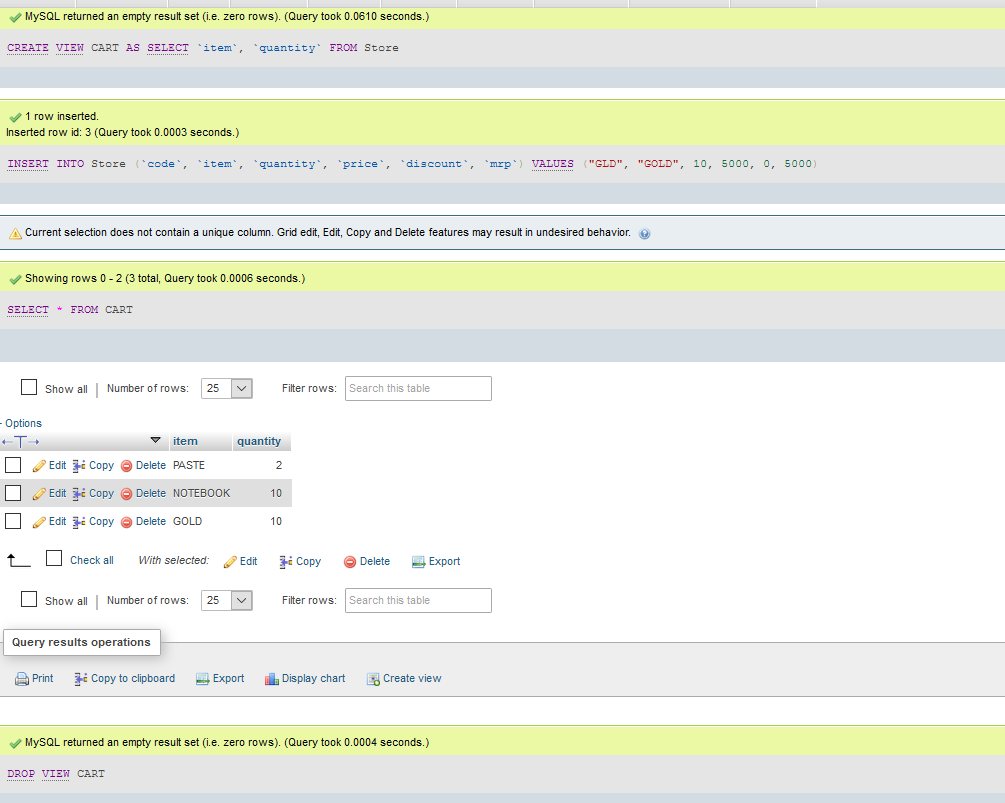 MySQL returned an empty result set (i.e. zero rows). (Query took 0.0610 seconds.)
CREATE VIEW CART AS SELECT `item`, `quantity` FROM Store
1 row inserted.
Inserted row id: 3 (Query took 0.0003 seconds.)
INSERT INTO Store (`code`, `item`, `quantity`, `price`, `discount`, `mrp`) VALUES ("GLD", "GOLD", 10, 5000, 0, 5000)
Current selection does not contain a unique column. Grid edit, Edit, Copy and Delete features may result in undesired behavior.
Showing rows 0 - 2 (3 total, Query took 0.0006 seconds.)
SELECT * FROM CART
Show all | Number of rows: 25 Filter rows: Search this table
+ Options
←T→ item quantity
Edit Copy Delete PASTE 2
Edit Copy Delete NOTEBOOK 10
Edit Copy Delete GOLD 10
Check all With selected: Edit Copy Delete Export
Show all | Number of rows: 25 Filter rows: Search this table
Query results operations
Print Copy to clipboard Export Display chart Create view
MySQL returned an empty result set (i.e. zero rows). (Query took 0.0004 seconds.)
DROP VIEW CART